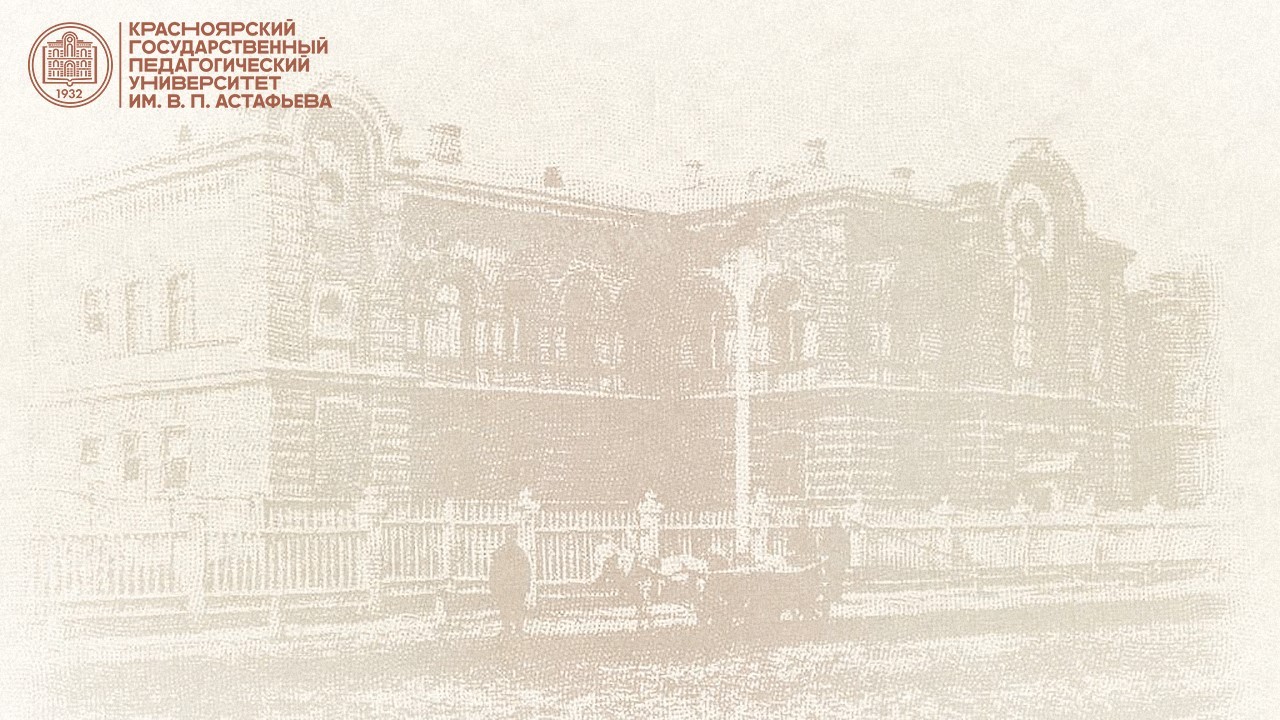 КРАСНОЯРСКИЙ
ГОСУДАРСТВЕННЫЙ
ПЕДАГОГИЧЕСКИЙ
УНИВЕРСИТЕТ
ИМ. В. П. АСТАФЬЕВА
1932